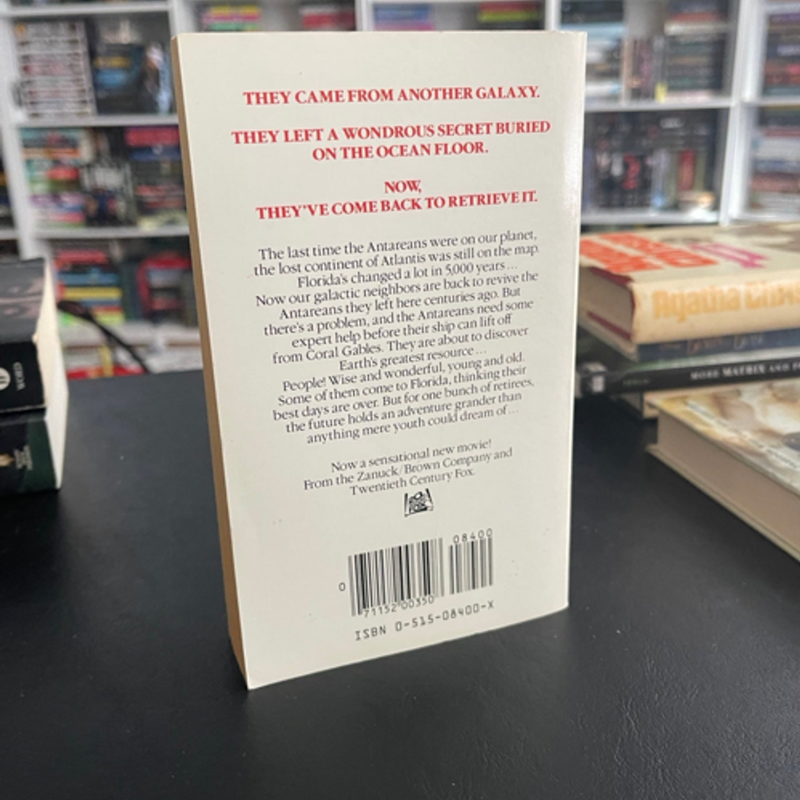 THEY CAME FROM ANOTHER GALAXY.
THEY LEFT A WONDROUS SECRET BURIED
ON THE OCEAN FLOOR.
NOW,
THEY'VE COME BACK TO RETRIEVE IT.
The last time the Antareans were on our planet,
the lost continent of Atlantis was still on the map.
Florida's changed a lot in 5,000 years...
Now our galactic neighbors are back to revive the
Antareans they left here centuries ago. But
there's a problem, and the Antareans need some
expert help before their ship can lift off
from Coral Gables. They are about to discover
Earth's greatest resource...
People! Wise and wonderful, young and old.
Some of them come to Florida, thinking their
best days are over. But for one bunch of retirees,
the future holds an adventure grander than
anything mere youth could dream of...
Now a sensational new movie!
From the Zanuck/Brown Company and
Twentieth Century Fox.
08400
0
71152 00350
ISBN 0-515-08400-X
Agatha
MORE MATRIX AND